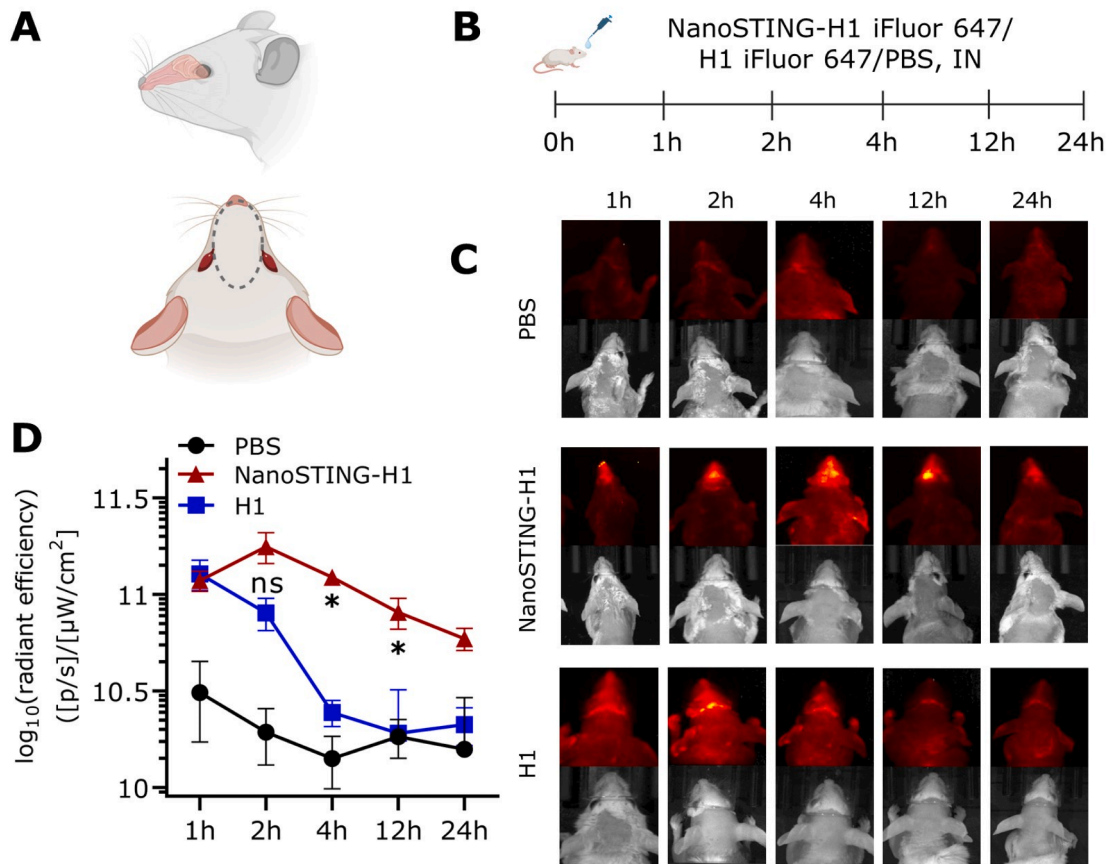 A
B
NanoSTING-H1 iFluor 647/
H1 iFluor 647/PBS, IN
0h 1h 2h 4h 12h 24h
C
1h 2h 4h 12h 24h
PBS
NanoSTING-H1
H1
D
PBS
NanoSTING-H1
H1
log10(radiant efficiency)
([p/s]/[µW/cm²)
11.5
11
10.5
10
ns
*
*
1h 2h 4h 12h 24h